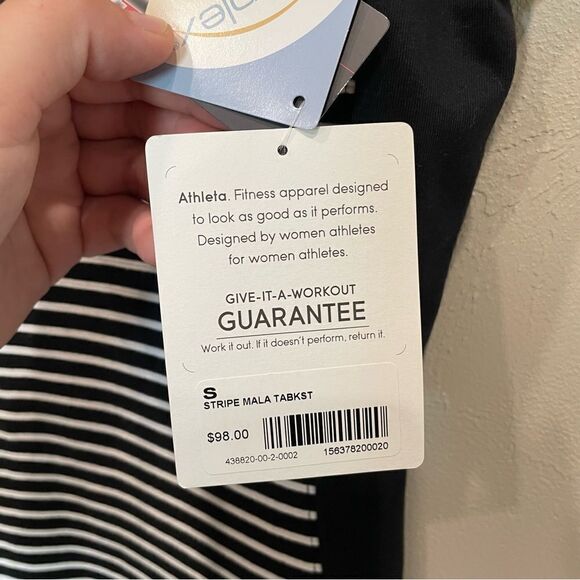 Athleta. Fitness apparel designed
to look as good as it performs.
Designed by women athletes
for women athletes.
GIVE-IT-A-WORKOUT
GUARANTEE
Work it out. If it doesn't perform, return it.
S
STRIPE MALA TABKST
$98.00
438820-00-2-0002
156378200020